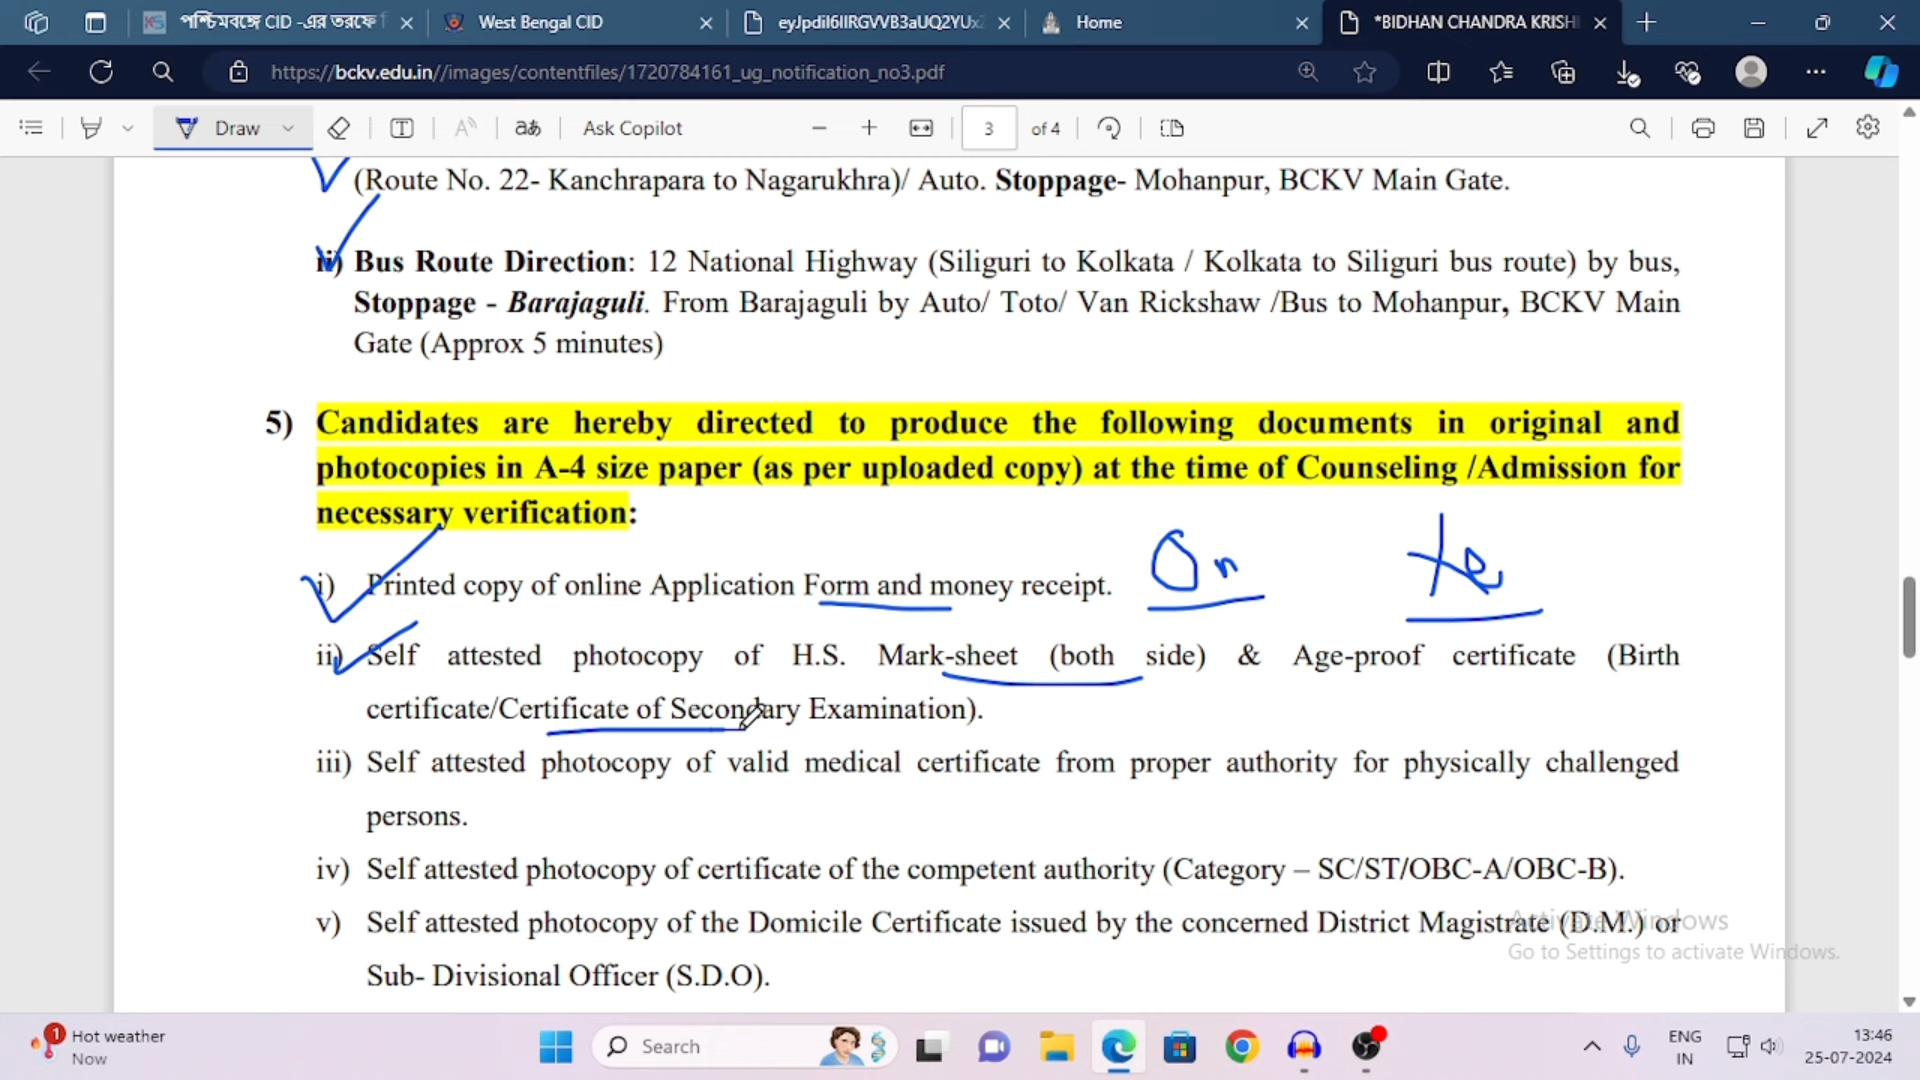 পশ্চিমবঙ্গে CID -এর তরফে f
West Bengal CID
Home
*BIDHAN CHANDRA KRISHI
https://bckv.edu.in//images/contentfiles/1720784161_ug_notification_no3.pdf
Draw
Ask Copilot
3 of 4
(Route No. 22- Kanchrapara to Nagarukhra)/ Auto. Stoppage- Mohanpur, BCKV Main Gate.
ii) Bus Route Direction: 12 National Highway (Siliguri to Kolkata / Kolkata to Siliguri bus route) by bus,
Stoppage - Barajaguli. From Barajaguli by Auto/ Toto/ Van Rickshaw /Bus to Mohanpur, BCKV Main
Gate (Approx 5 minutes)
5) Candidates are hereby directed to produce the following documents in original and
photocopies in A-4 size paper (as per uploaded copy) at the time of Counseling /Admission for
necessary verification:
On
i) Printed copy of online Application Form and money receipt.
ii) Self attested photocopy of H.S. Mark-sheet (both side) & Age-proof certificate (Birth
certificate/Certificate of Secondary Examination).
iii) Self attested photocopy of valid medical certificate from proper authority for physically challenged
persons.
iv) Self attested photocopy of certificate of the competent authority (Category – SC/ST/OBC-A/OBC-B).
v) Self attested photocopy of the Domicile Certificate issued by the concerned District Magistrate (D.M.) or
Sub- Divisional Officer (S.D.O).
Activate Windows
Go to Settings to activate Windows.
1
Hot weather
Now
Search
ENG
IN
13:46
25-07-2024